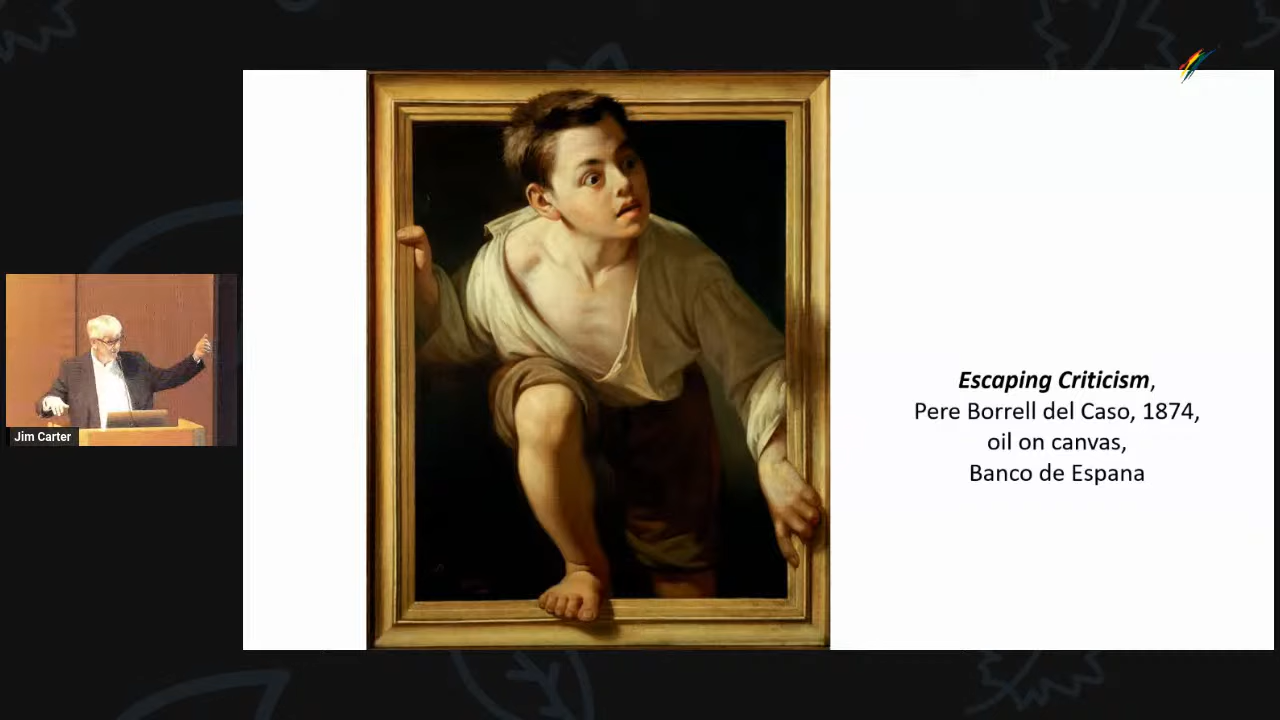 Jim Carter
Escaping Criticism,
Pere Borrell del Caso, 1874,
oil on canvas,
Banco de Espana